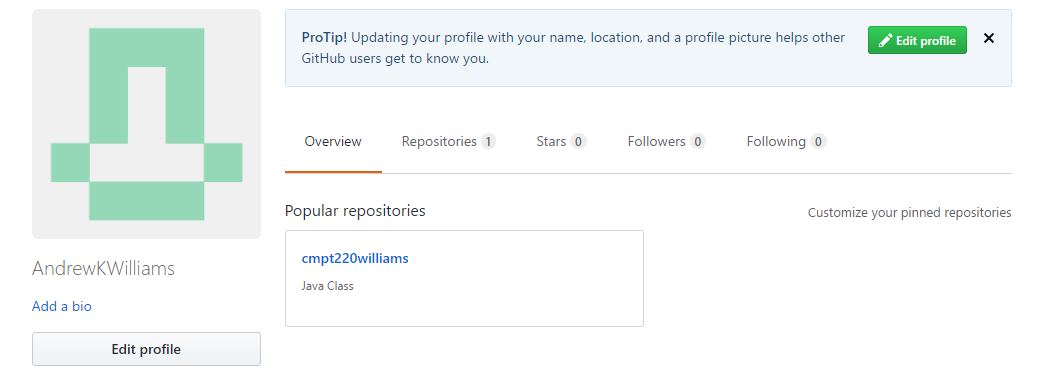 ProTip! Updating your profile with your name, location, and a profile picture helps other
GitHub users get to know you.
Edit profile
Overview
Repositories 1
Stars 0
Followers 0
Following 0
Popular repositories
Customize your pinned repositories
cmpt220williams
Java Class
AndrewKWilliams
Add a bio
Edit profile